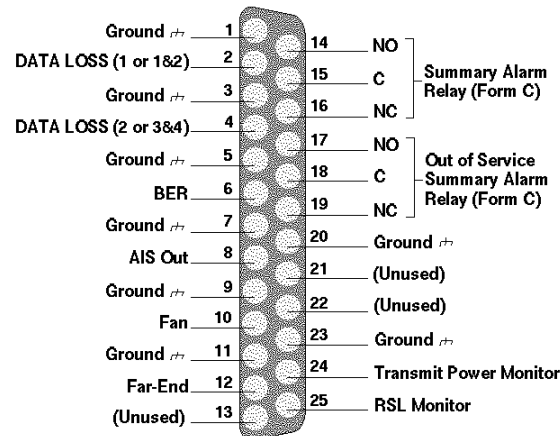 Ground 1
DATA LOSS (1 or 1&2) 2
Ground 3
DATA LOSS (2 or 3&4) 4
Ground 5
BER 6
Ground 7
AIS Out 8
Ground 9
Fan 10
Ground 11
Far-End 12
(Unused) 13
14 NO
15 C
16 NC
Summary Alarm
Relay (Form C)
17 NO
18 C
19 NC
Out of Service
Summary Alarm
Relay (Form C)
20 Ground
21 (Unused)
22 (Unused)
23 Ground
24 Transmit Power Monitor
25 RSL Monitor